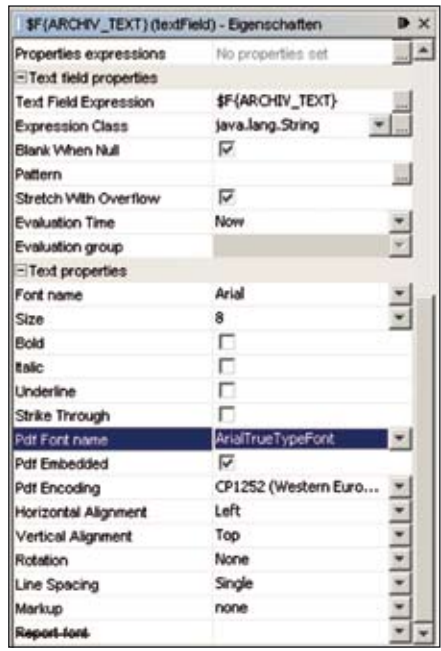 $F{ARCHIV_TEXT} (textField) - Eigenschaften
Properties expressions No properties set ...
Text field properties
Text Field Expression $F{ARCHIV_TEXT} ...
Expression Class java.lang.String ...
Blank When Null
Pattern ...
Stretch With Overflow
Evaluation Time Now
Evaluation group
Text properties
Font name Arial
Size 8
Bold
Italic
Underline
Strike Through
Pdf Font name ArialTrueTypeFont
Pdf Embedded
Pdf Encoding CP1252 (Western Euro...
Horizontal Alignment Left
Vertical Alignment Top
Rotation None
Line Spacing Single
Markup none
Report font